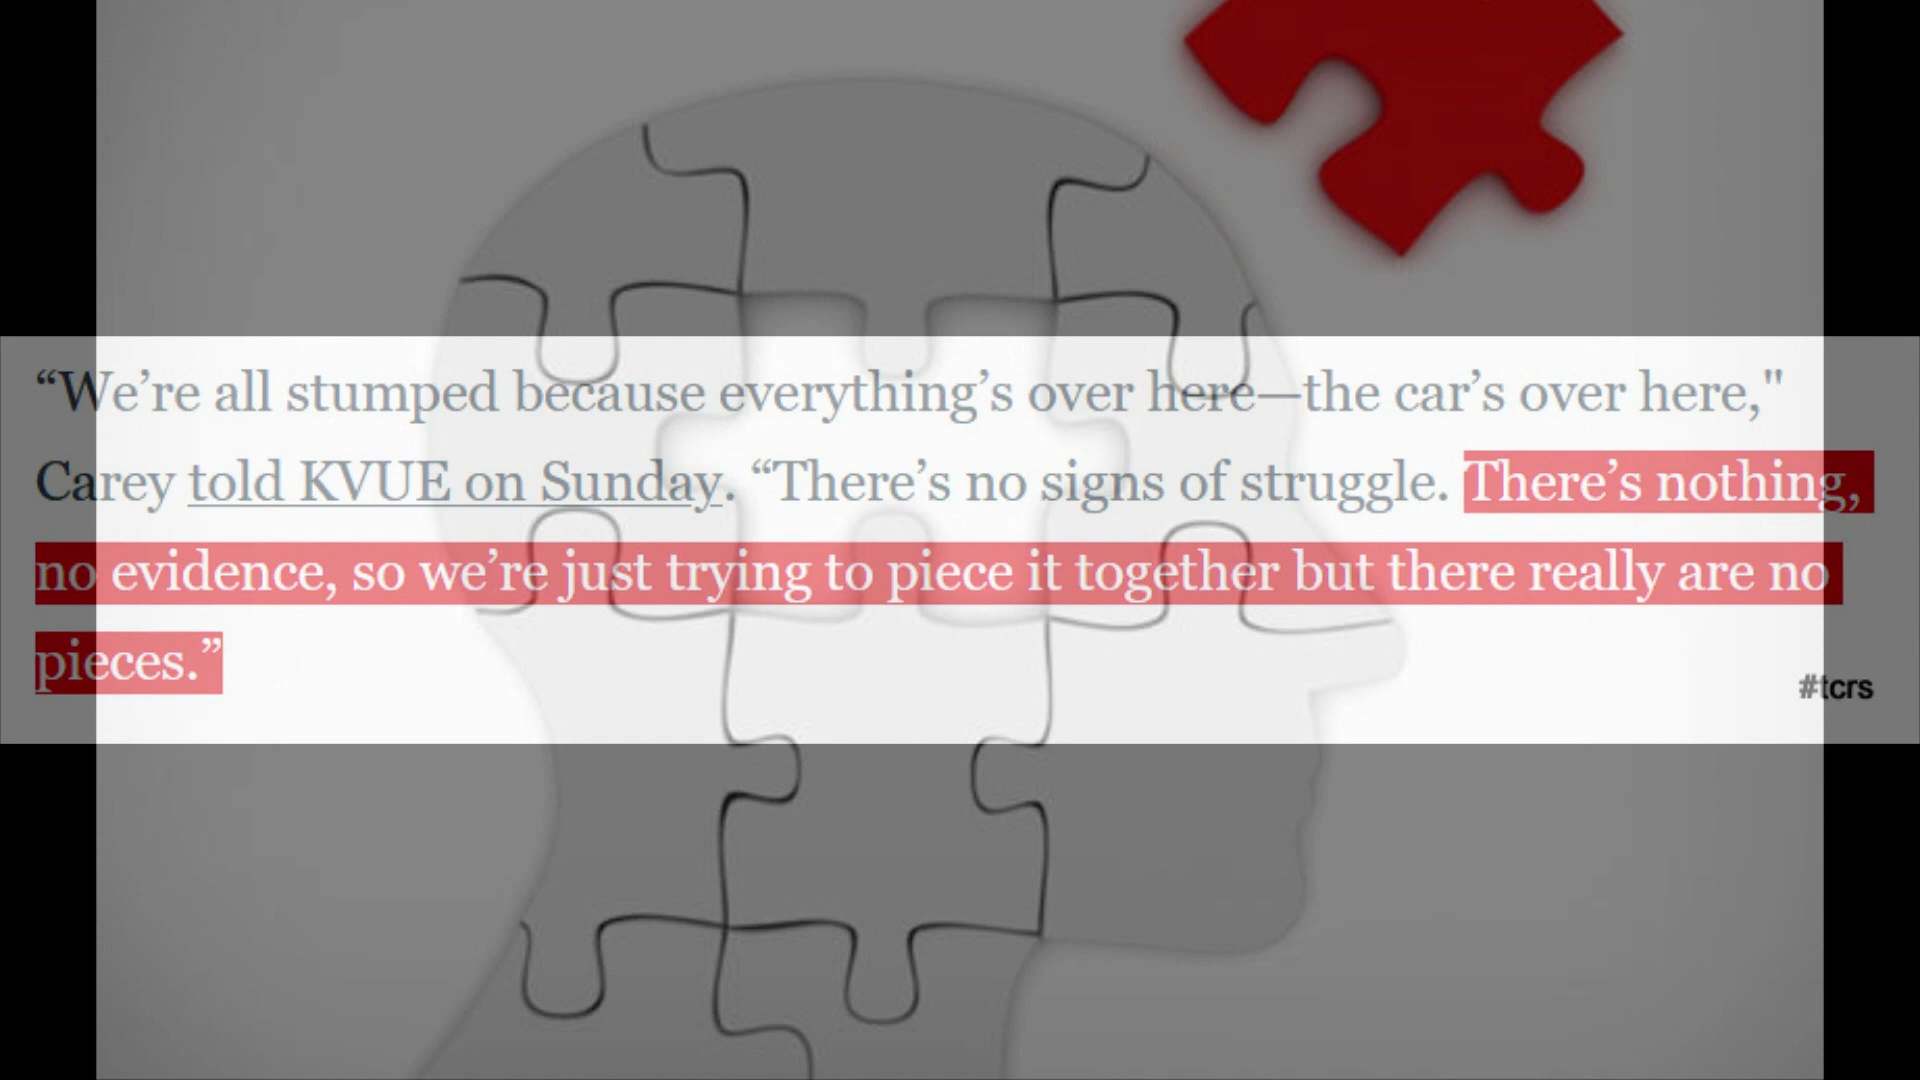 “We’re all stumped because everything’s over here—the car’s over here,"
Carey told KVUE on Sunday. “There’s no signs of struggle. There’s nothing,
no evidence, so we’re just trying to piece it together but there really are no
pieces.”
#tcrs